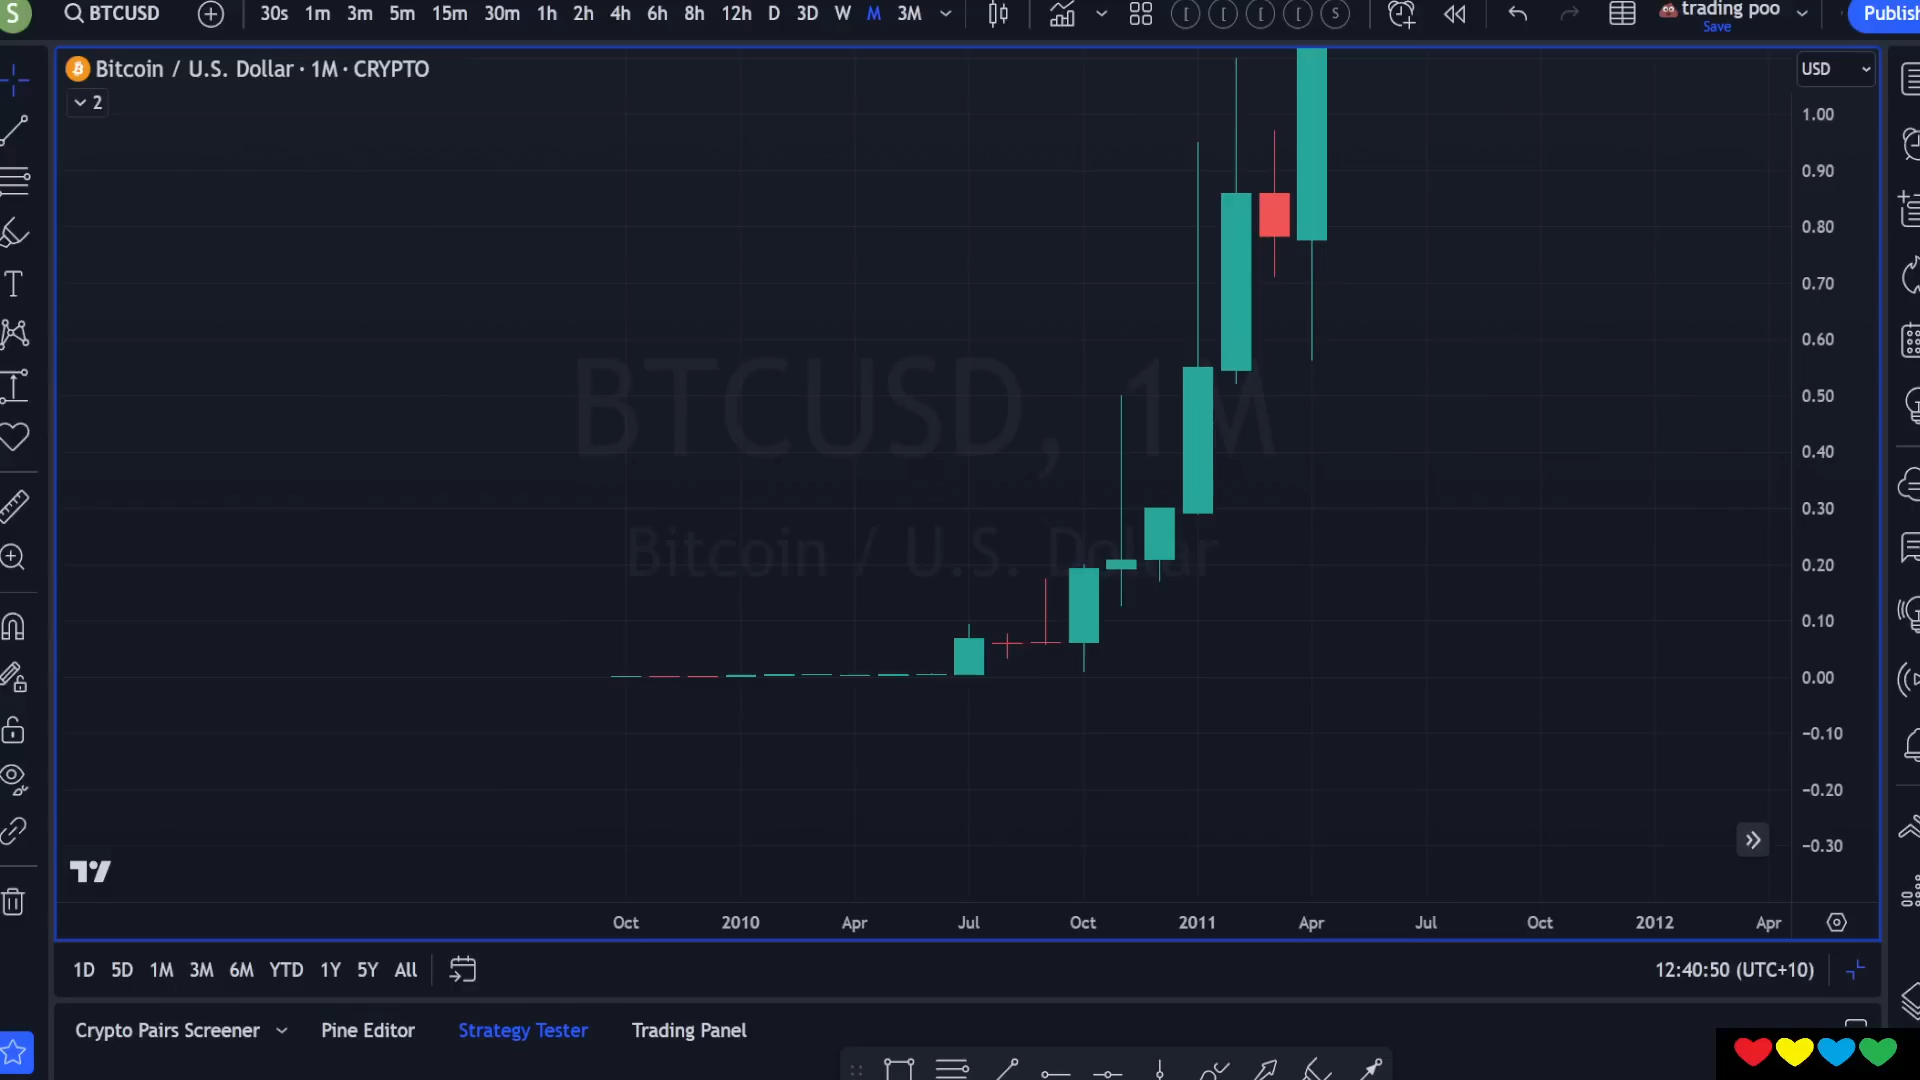 S BTCUSD 30s 1m 3m 5m 15m 30m 1h 2h 4h 6h 8h 12h D 3D W M 3M [ [ [ [ S trading poo Publish
Save
Bitcoin / U.S. Dollar · 1M · CRYPTO
2
USD
1.00
0.90
0.80
0.70
0.60
0.50
0.40
0.30
0.20
0.10
0.00
−0.10
−0.20
−0.30
BTCUSD, 1M
Bitcoin / U.S. Dollar
Oct 2010 Apr Jul Oct 2011 Apr Jul Oct 2012 Apr
1D 5D 1M 3M 6M YTD 1Y 5Y All 12:40:50 (UTC+10)
Crypto Pairs Screener Pine Editor Strategy Tester Trading Panel